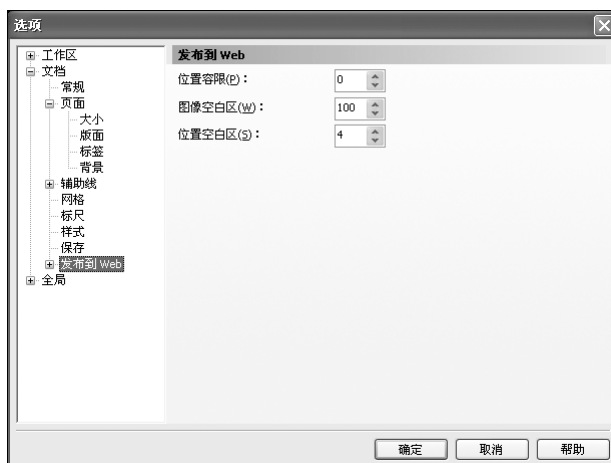 选项
工作区
文档
常规
页面
大小
版面
标签
背景
辅助线
网格
标尺
样式
保存
发布到 Web
全局
发布到 Web
位置容限(P)： 0
图像空白区(W)： 100
位置空白区(S)： 4
确定 取消 帮助